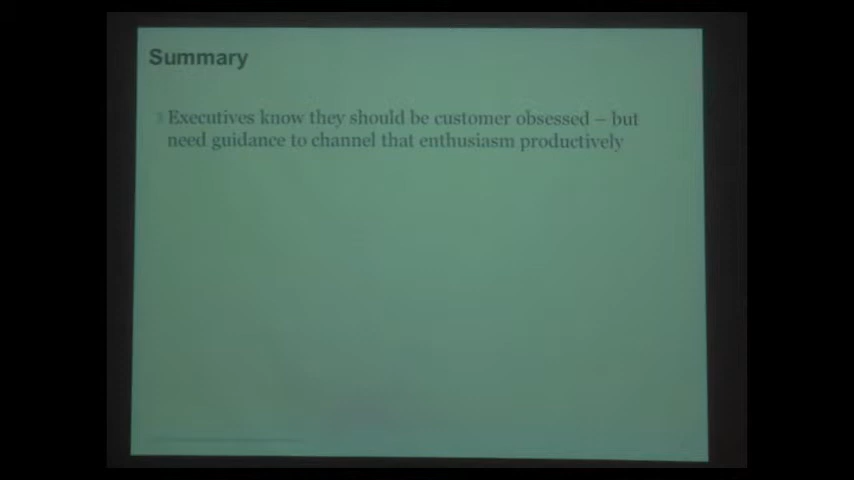 Summary
Executives know they should be customer obsessed – but
need guidance to channel that enthusiasm productively